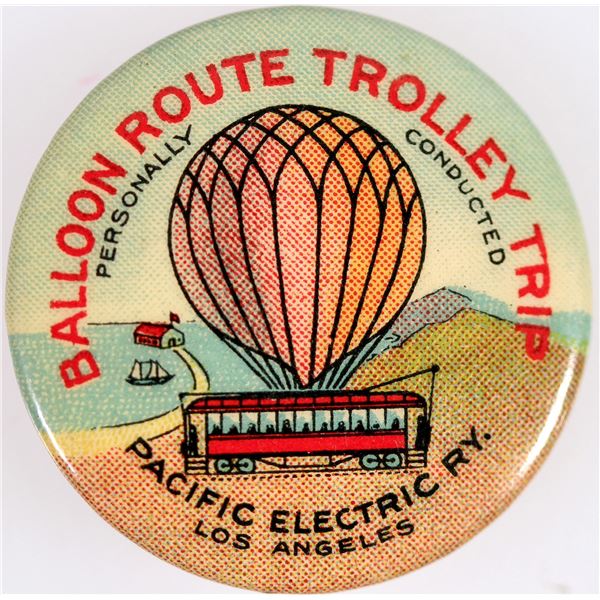 BALLOON ROUTE TROLLEY TRIP
PERSONALLY CONDUCTED
PACIFIC ELECTRIC RY.
LOS ANGELES